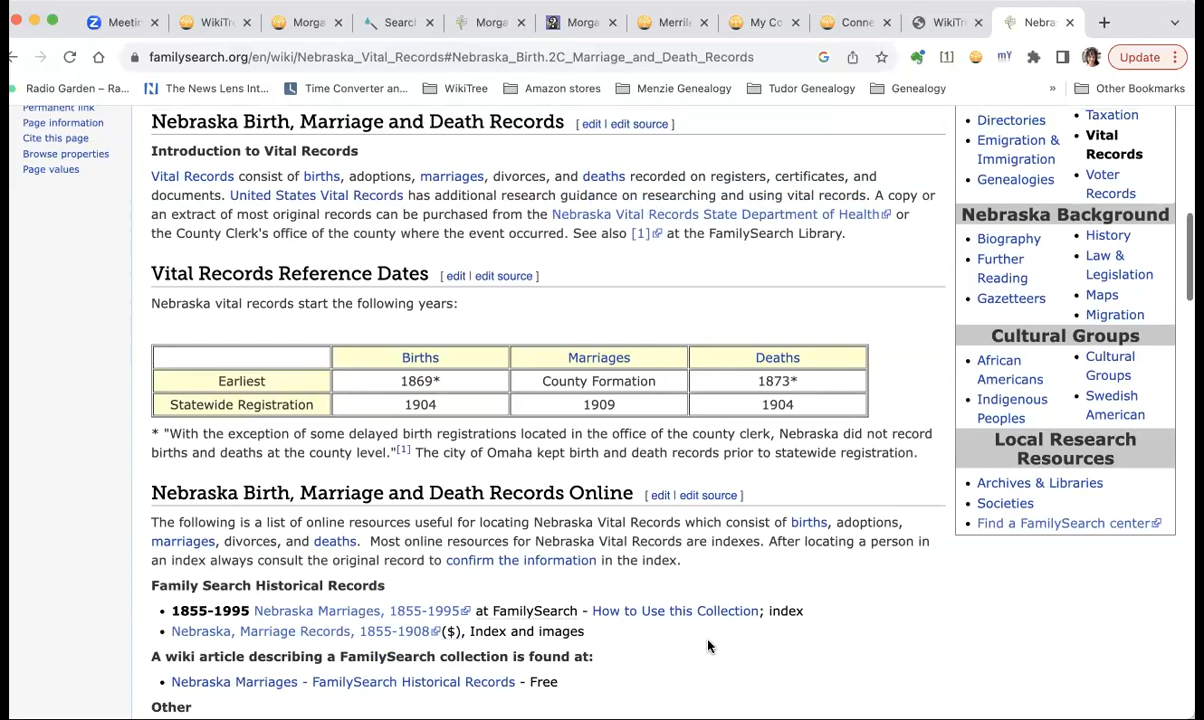 Meetin
WikiTre
Morga
Search
Morga
Morga
Merrile
My Co
Conne
WikiTr
Nebra
familysearch.org/en/wiki/Nebraska_Vital_Records#Nebraska_Birth.2C_Marriage_and_Death_Records
Update
Radio Garden – Ra...
The News Lens Int...
Time Converter an...
WikiTree
Amazon stores
Menzie Genealogy
Tudor Genealogy
Genealogy
»
Other Bookmarks
Permanent link
Page information
Cite this page
Browse properties
Page values
Nebraska Birth, Marriage and Death Records [ edit | edit source ]
Introduction to Vital Records
Vital Records consist of births, adoptions, marriages, divorces, and deaths recorded on registers, certificates, and
documents. United States Vital Records has additional research guidance on researching and using vital records. A copy or
an extract of most original records can be purchased from the Nebraska Vital Records State Department of Health or
the County Clerk's office of the county where the event occurred. See also [1] at the FamilySearch Library.
Vital Records Reference Dates [ edit | edit source ]
Nebraska vital records start the following years:
Births Marriages Deaths
Earliest 1869* County Formation 1873*
Statewide Registration 1904 1909 1904
* "With the exception of some delayed birth registrations located in the office of the county clerk, Nebraska did not record
births and deaths at the county level."[1] The city of Omaha kept birth and death records prior to statewide registration.
Nebraska Birth, Marriage and Death Records Online [ edit | edit source ]
The following is a list of online resources useful for locating Nebraska Vital Records which consist of births, adoptions,
marriages, divorces, and deaths. Most online resources for Nebraska Vital Records are indexes. After locating a person in
an index always consult the original record to confirm the information in the index.
Family Search Historical Records
• 1855-1995 Nebraska Marriages, 1855-1995 at FamilySearch - How to Use this Collection; index
• Nebraska, Marriage Records, 1855-1908 ($), Index and images
A wiki article describing a FamilySearch collection is found at:
• Nebraska Marriages - FamilySearch Historical Records - Free
Other
• Directories
• Emigration &
Immigration
• Genealogies
Taxation
• Vital
Records
• Voter
Records
Nebraska Background
• Biography
• Further
Reading
• Gazetteers
• History
• Law &
Legislation
• Maps
• Migration
Cultural Groups
• African
Americans
• Indigenous
Peoples
• Cultural
Groups
• Swedish
American
Local Research
Resources
• Archives & Libraries
• Societies
• Find a FamilySearch center